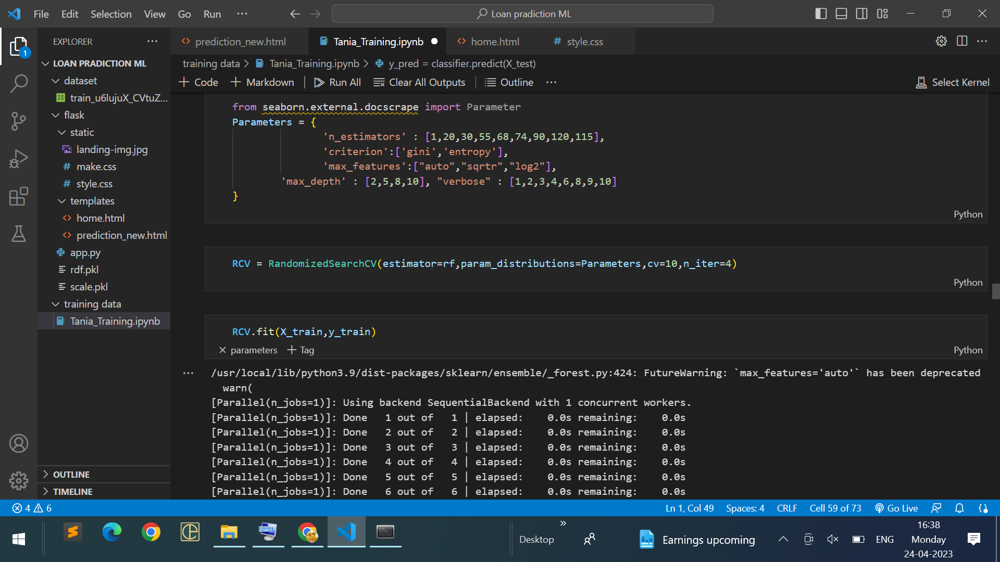 File Edit Selection View Go Run ... Loan pradiction ML
EXPLORER ...
1
LOAN PRADICTION ML
dataset
train_u6lujuX_CVtuZ...
flask
static
landing-img.jpg
# make.css
# style.css
templates
<> home.html
<> prediction_new.html
app.py
rdf.pkl
scale.pkl
training data
Tania_Training.ipynb
OUTLINE
TIMELINE
<> prediction_new.html Tania_Training.ipynb <> home.html # style.css ...
training data > Tania_Training.ipynb > y_pred = classifier.predict(X_test)
+ Code + Markdown | Run All Clear All Outputs | Outline ... Select Kernel
from seaborn.external.docscrape import Parameter
Parameters = {
'n_estimators' : [1,20,30,55,68,74,90,120,115],
'criterion':['gini','entropy'],
'max_features':["auto","sqrtr","log2"],
'max_depth' : [2,5,8,10], "verbose" : [1,2,3,4,6,8,9,10]
}
Python
RCV = RandomizedSearchCV(estimator=rf,param_distributions=Parameters,cv=10,n_iter=4)
Python
RCV.fit(X_train,y_train)
× parameters + Tag Python
... /usr/local/lib/python3.9/dist-packages/sklearn/ensemble/_forest.py:424: FutureWarning: `max_features='auto'` has been deprecated
warn(
[Parallel(n_jobs=1)]: Using backend SequentialBackend with 1 concurrent workers.
[Parallel(n_jobs=1)]: Done 1 out of 1 | elapsed: 0.0s remaining: 0.0s
[Parallel(n_jobs=1)]: Done 2 out of 2 | elapsed: 0.0s remaining: 0.0s
[Parallel(n_jobs=1)]: Done 3 out of 3 | elapsed: 0.0s remaining: 0.0s
[Parallel(n_jobs=1)]: Done 4 out of 4 | elapsed: 0.0s remaining: 0.0s
[Parallel(n_jobs=1)]: Done 5 out of 5 | elapsed: 0.0s remaining: 0.0s
[Parallel(n_jobs=1)]: Done 6 out of 6 | elapsed: 0.0s remaining: 0.0s
4 6 Ln 1, Col 49 Spaces: 4 CRLF Cell 59 of 73 Go Live
Desktop » Earnings upcoming ENG
16:38
Monday
24-04-2023